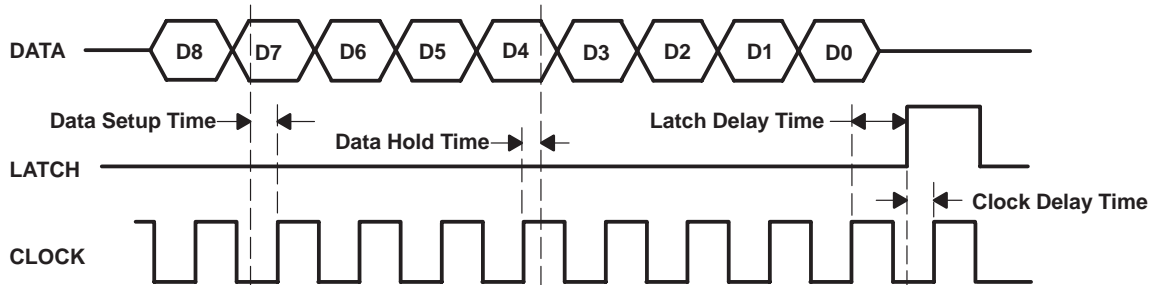 DATA D8 D7 D6 D5 D4 D3 D2 D1 D0
Data Setup Time
Latch Delay Time
Data Hold Time
LATCH
Clock Delay Time
CLOCK